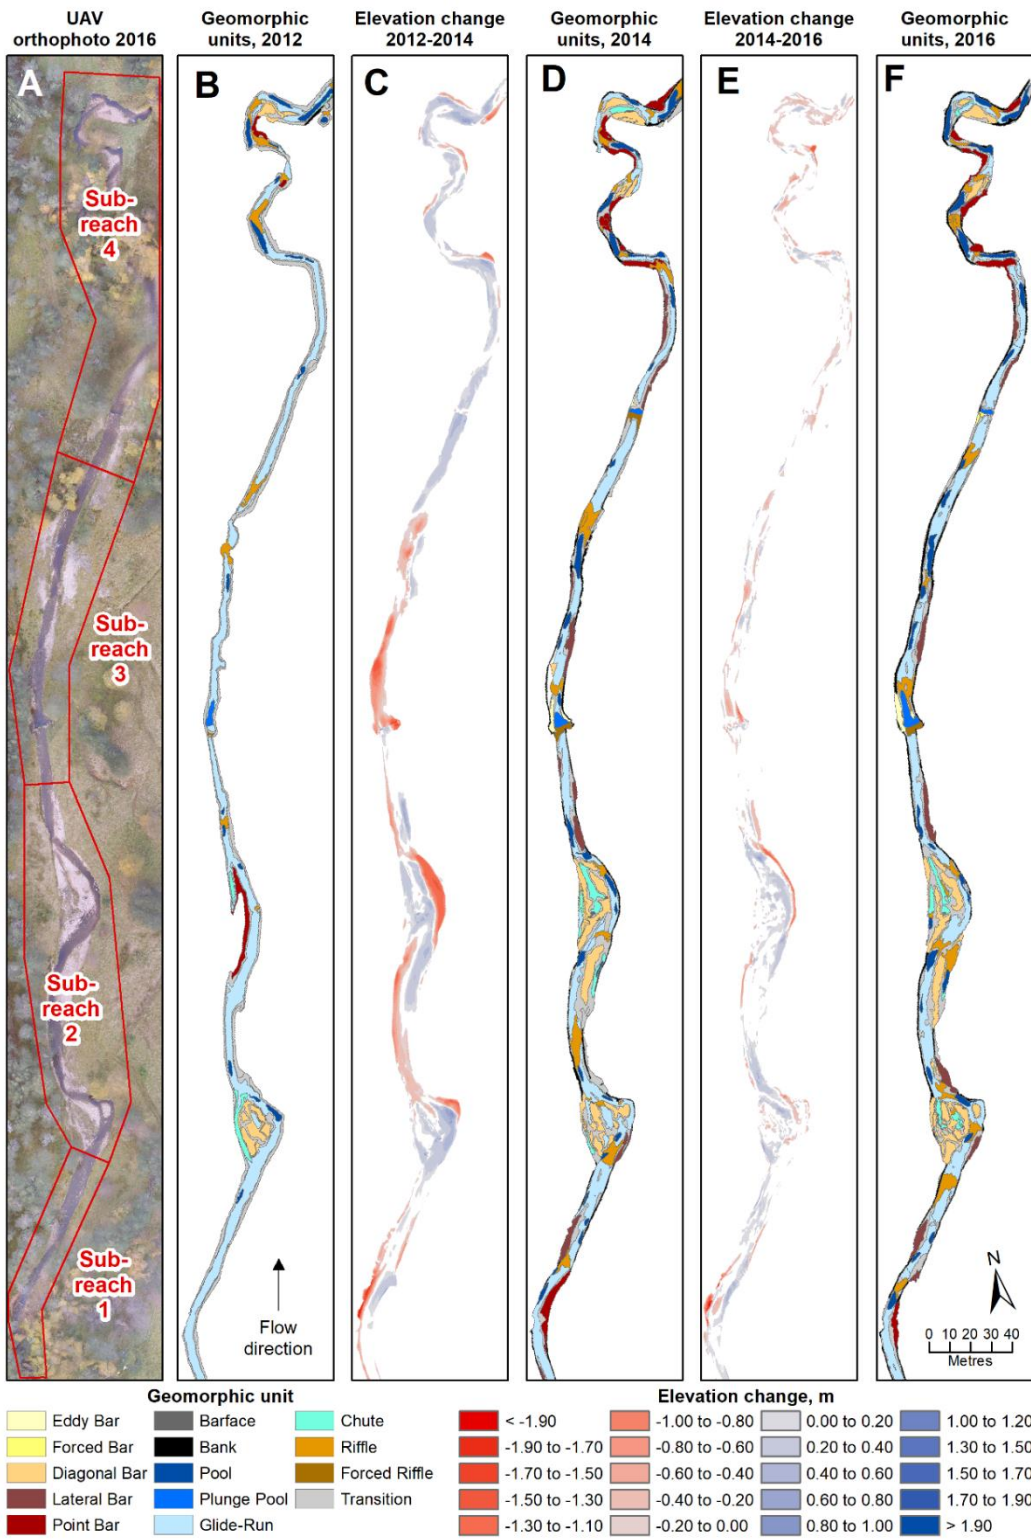 UAV
orthophoto 2016
Geomorphic
units, 2012
Elevation change
2012-2014
Geomorphic
units, 2014
Elevation change
2014-2016
Geomorphic
units, 2016
A
B
C
D
E
F
Sub-
reach
4
Sub-
reach
3
Sub-
reach
2
Sub-
reach
1
Flow
direction
N
0 10 20 30 40
Metres
Geomorphic unit
Eddy Bar
Forced Bar
Diagonal Bar
Lateral Bar
Point Bar
Barface
Bank
Pool
Plunge Pool
Glide-Run
Chute
Riffle
Forced Riffle
Transition
Elevation change, m
< -1.90
-1.90 to -1.70
-1.70 to -1.50
-1.50 to -1.30
-1.30 to -1.10
-1.00 to -0.80
-0.80 to -0.60
-0.60 to -0.40
-0.40 to -0.20
-0.20 to 0.00
0.00 to 0.20
0.20 to 0.40
0.40 to 0.60
0.60 to 0.80
0.80 to 1.00
1.00 to 1.20
1.30 to 1.50
1.50 to 1.70
1.70 to 1.90
> 1.90